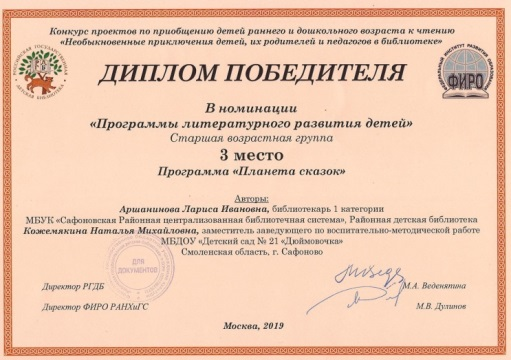 Конкурс проектов по приобщению детей раннего и дошкольного возраста к чтению
«Необыкновенные приключения детей, их родителей и педагогов в библиотеке»
ДИПЛОМ ПОБЕДИТЕЛЯ
ФИРО
В номинации
«Программы литературного развития детей»
Старшая возрастная группа
3 место
Программа «Планета сказок»
Авторы:
Аршанинова Лариса Ивановна, библиотекарь 1 категории
МБУК «Сафоновская Районная централизованная библиотечная система», Районная детская библиотека
Кожемякина Наталья Михайловна, заместитель заведующего по воспитательно-методической работе
МБДОУ «Детский сад № 21 «Дюймовочка»
Смоленская область, г. Сафоново
ДЛЯ
ДОКУМЕНТОВ
Директор РГДБ М.А. Веденяпина
Директор ФИРО РАНХиГС М.В. Дулинов
Москва, 2019